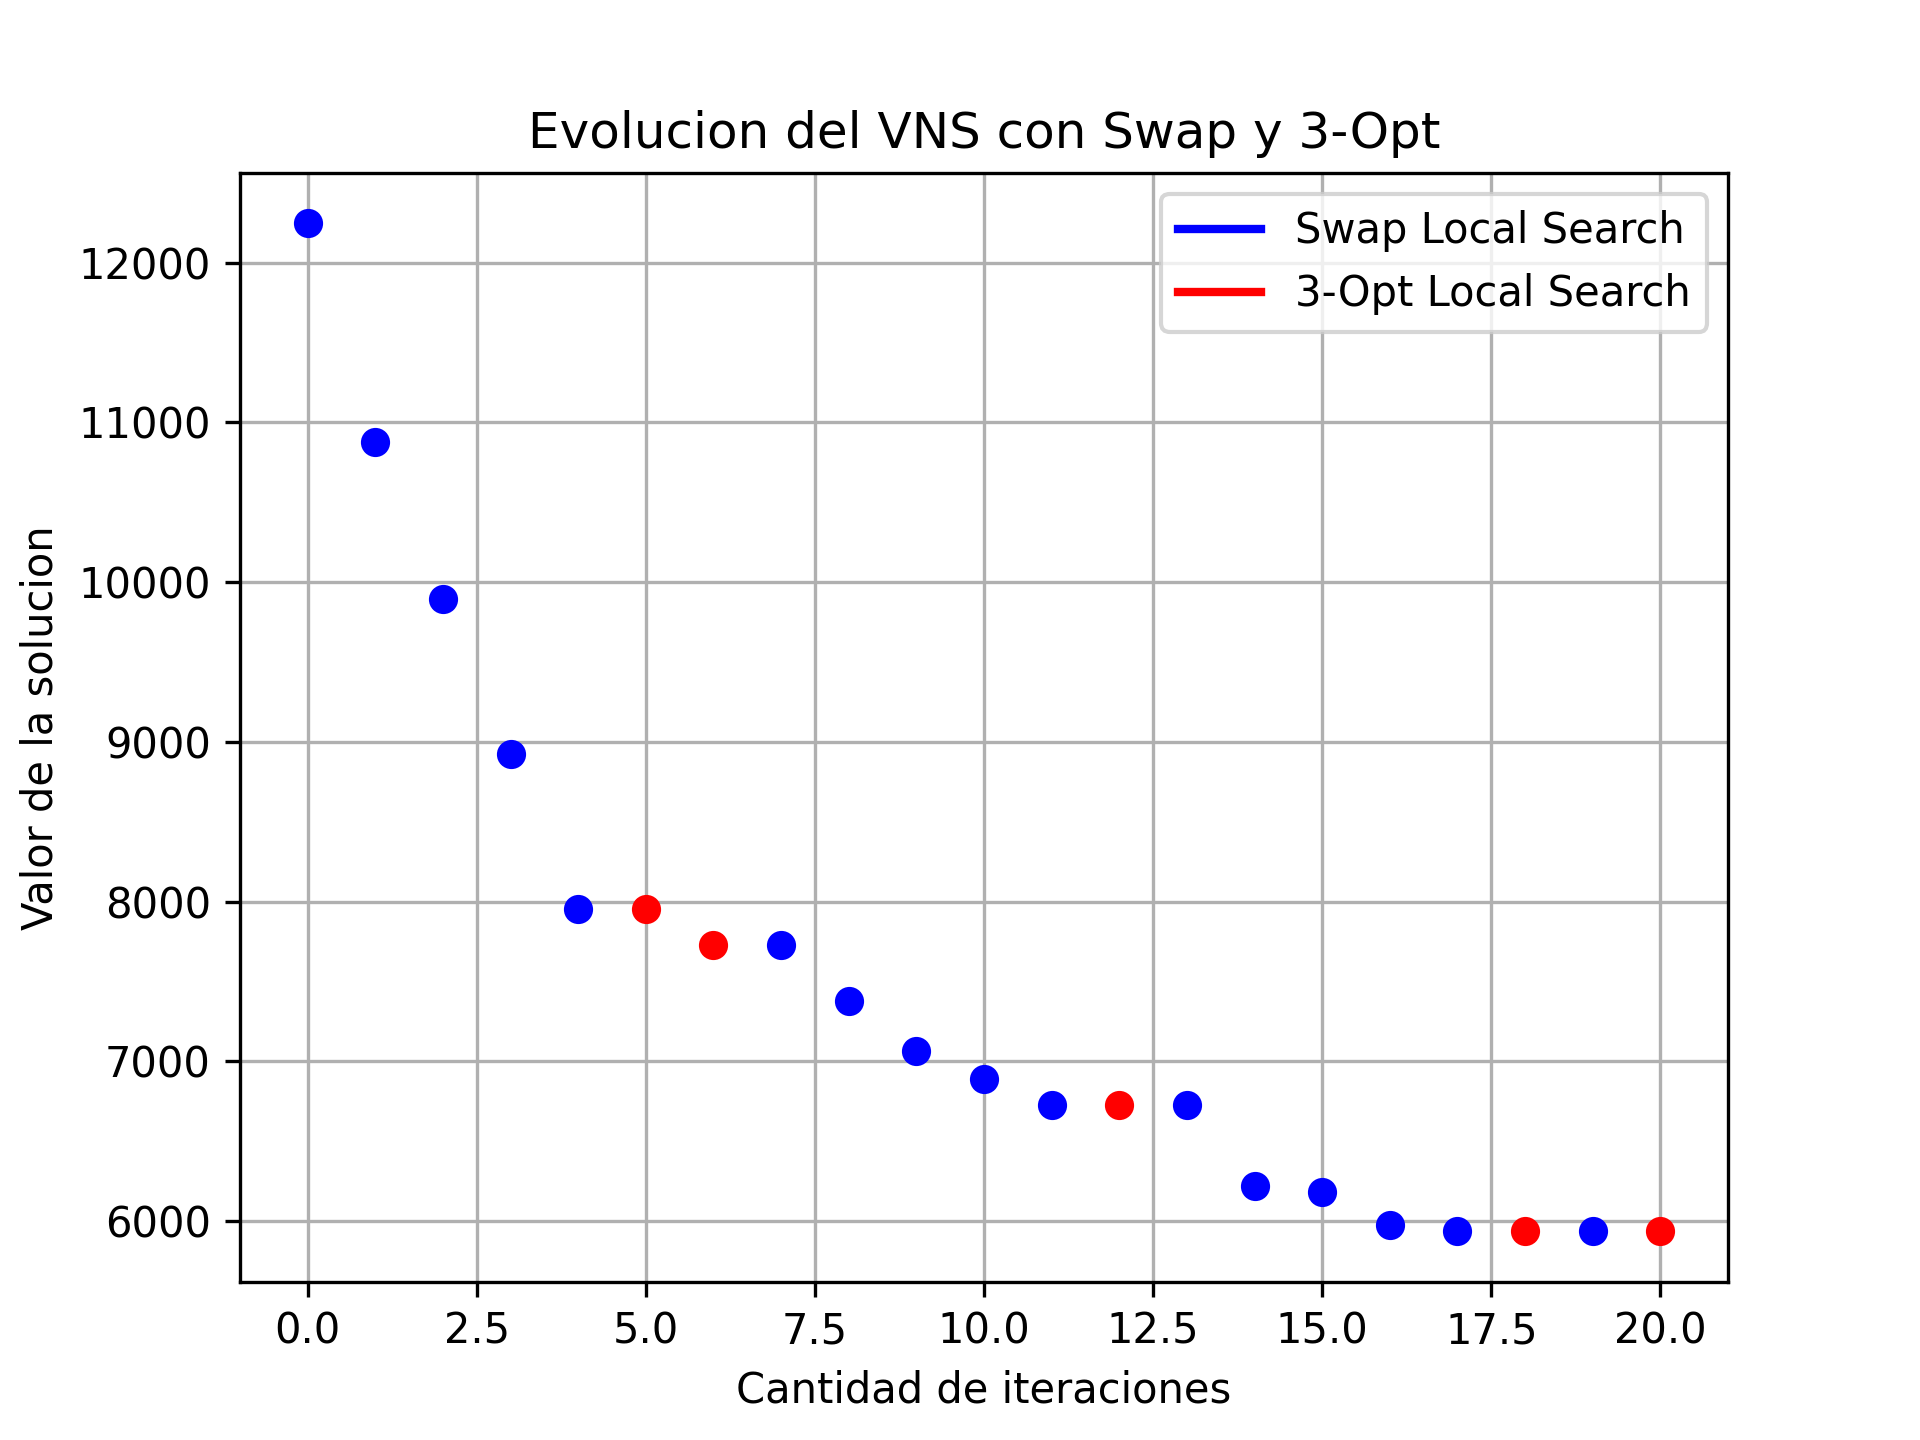 Evolucion del VNS con Swap y 3-Opt
Swap Local Search
3-Opt Local Search
12000
11000
10000
9000
8000
7000
6000
Valor de la solucion
0.0 2.5 5.0 7.5 10.0 12.5 15.0 17.5 20.0
Cantidad de iteraciones